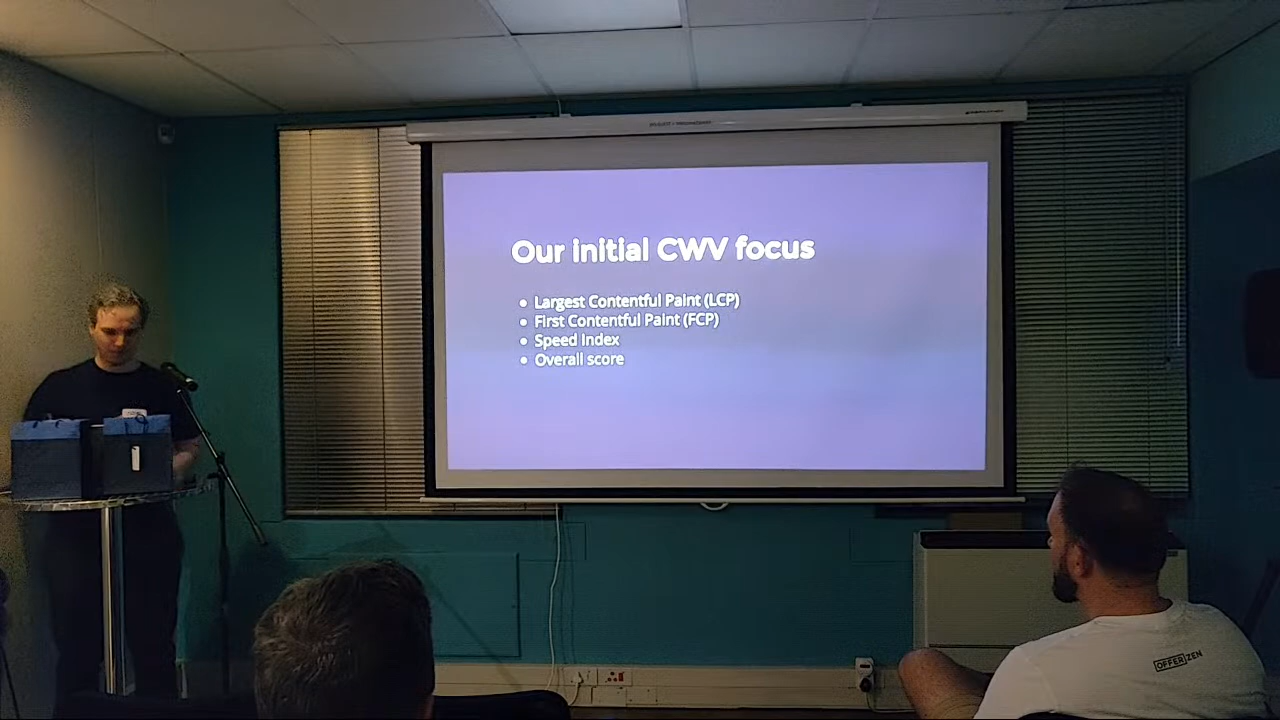 Our initial CWV focus
• Largest Contentful Paint (LCP)
• First Contentful Paint (FCP)
• Speed Index
• Overall score
OFFERZEN